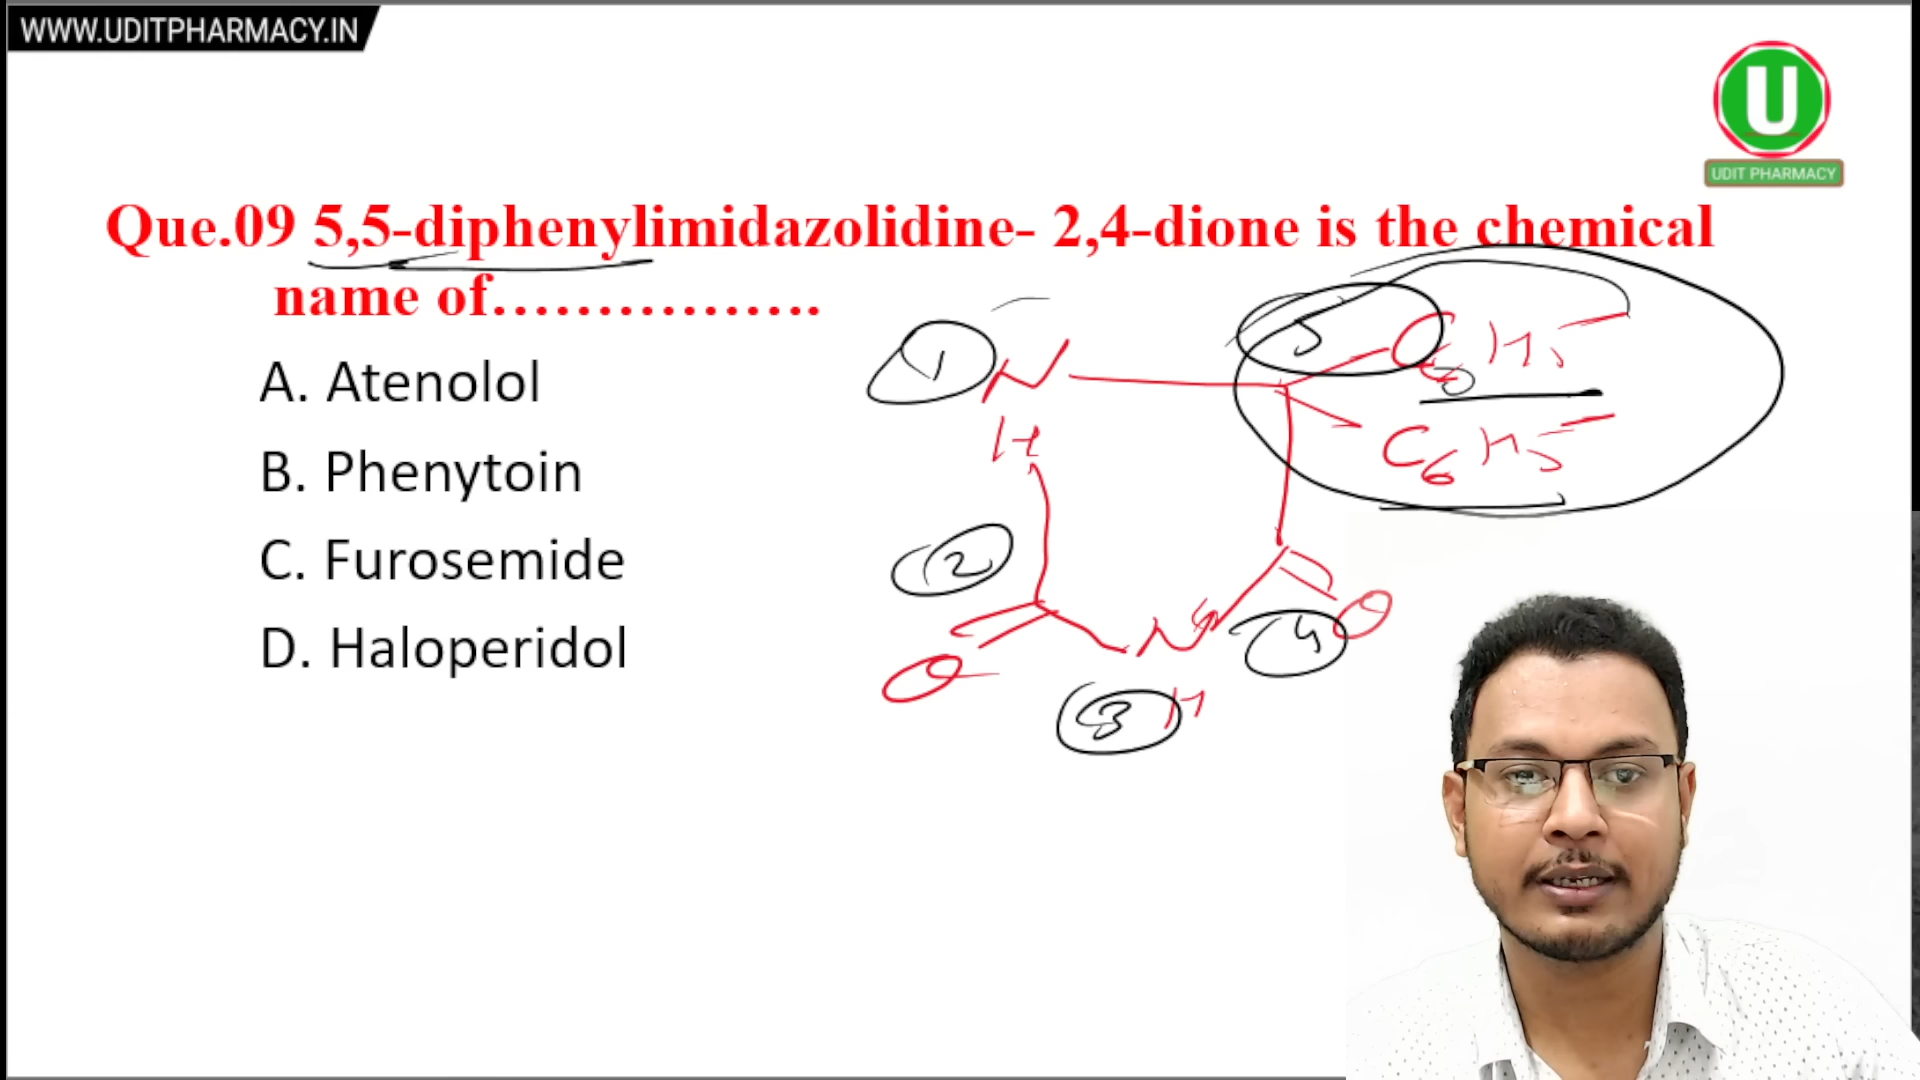 WWW.UDITPHARMACY.IN
U
UDIT PHARMACY
Que.09 5,5-diphenylimidazolidine- 2,4-dione is the chemical
name of................
A. Atenolol
B. Phenytoin
C. Furosemide
D. Haloperidol
1
N
H
5
C6H5
C6H5
2
O
N
H
3
4
O